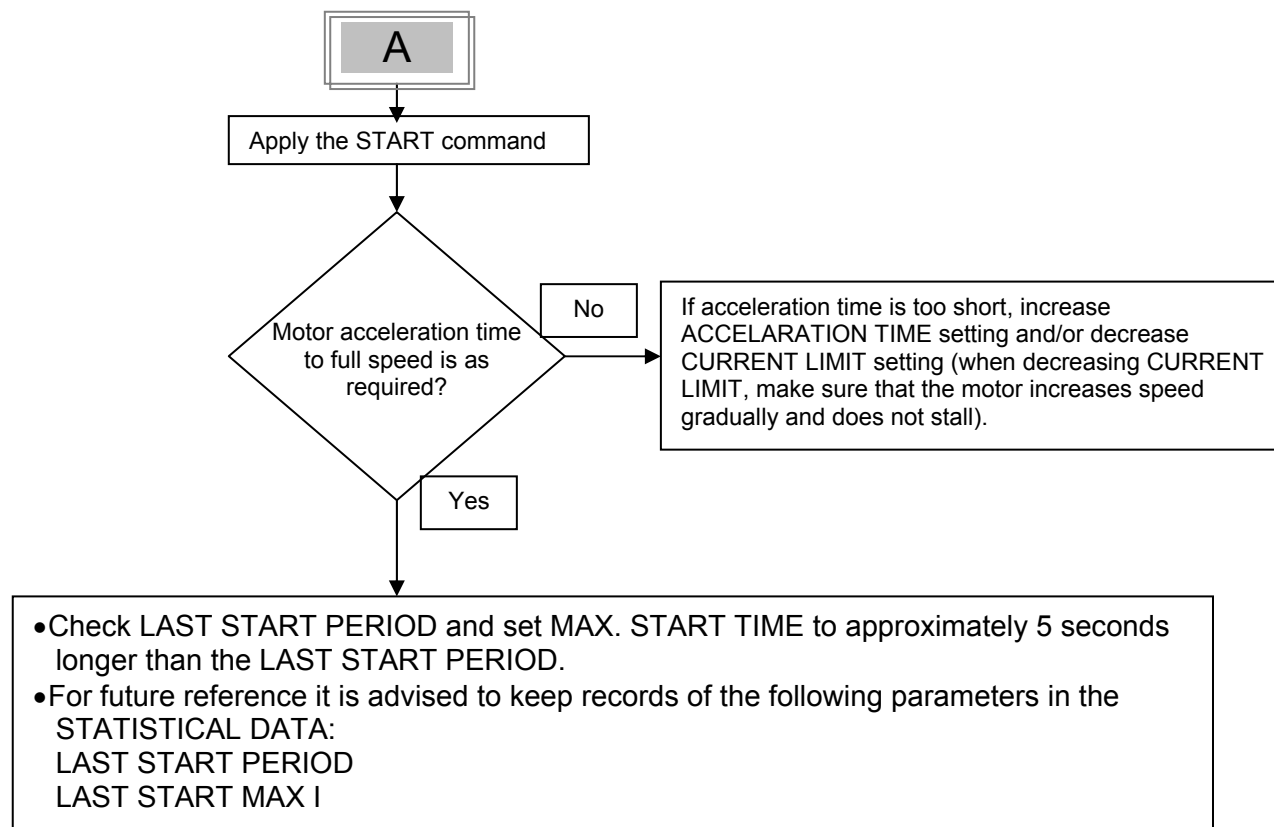 A
Apply the START command
Motor acceleration time
to full speed is as
required?
No
If acceleration time is too short, increase
ACCELARATION TIME setting and/or decrease
CURRENT LIMIT setting (when decreasing CURRENT
LIMIT, make sure that the motor increases speed
gradually and does not stall).
Yes
•Check LAST START PERIOD and set MAX. START TIME to approximately 5 seconds
longer than the LAST START PERIOD.
•For future reference it is advised to keep records of the following parameters in the
STATISTICAL DATA:
LAST START PERIOD
LAST START MAX I